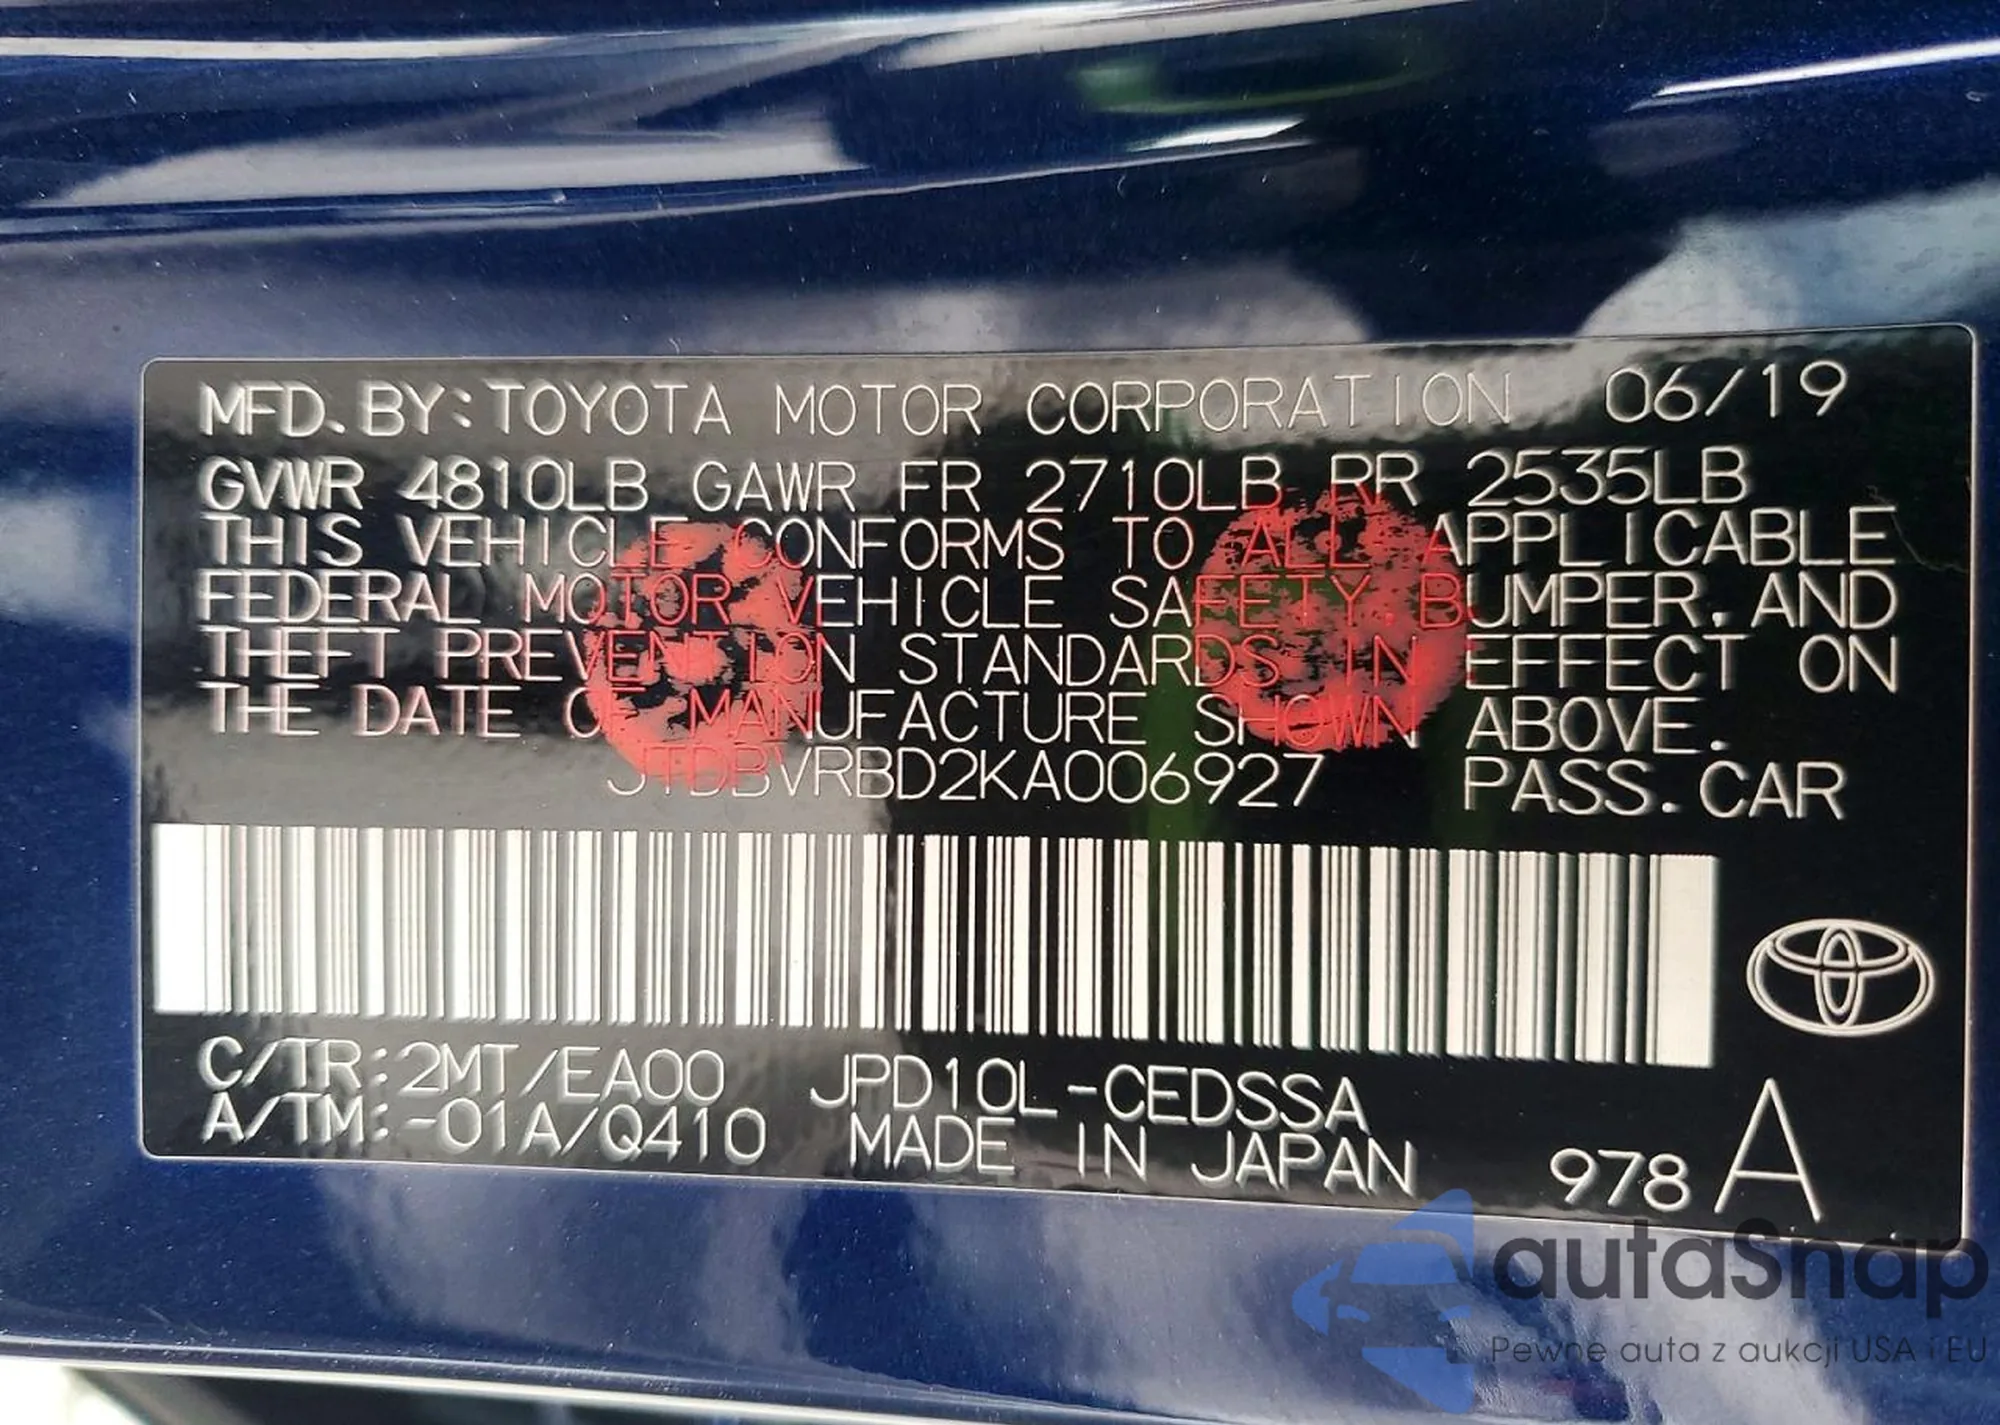 MFD. BY: TOYOTA MOTOR CORPORATION 06/19
GVWR 4810LB GAWR FR 2710LB RR 2535LB
THIS VEHICLE CONFORMS TO ALL APPLICABLE
FEDERAL MOTOR VEHICLE SAFETY, BUMPER, AND
THEFT PREVENTION STANDARDS IN EFFECT ON
THE DATE OF MANUFACTURE SHOWN ABOVE.
JTDBVRBD2KA006927 PASS. CAR
C/TR: 2MT/EA00 JPD10L-CEDSSA
A/TM: -01A/Q410 MADE IN JAPAN 978 A
autaSnap
Pewne auta z aukcji USA i EU